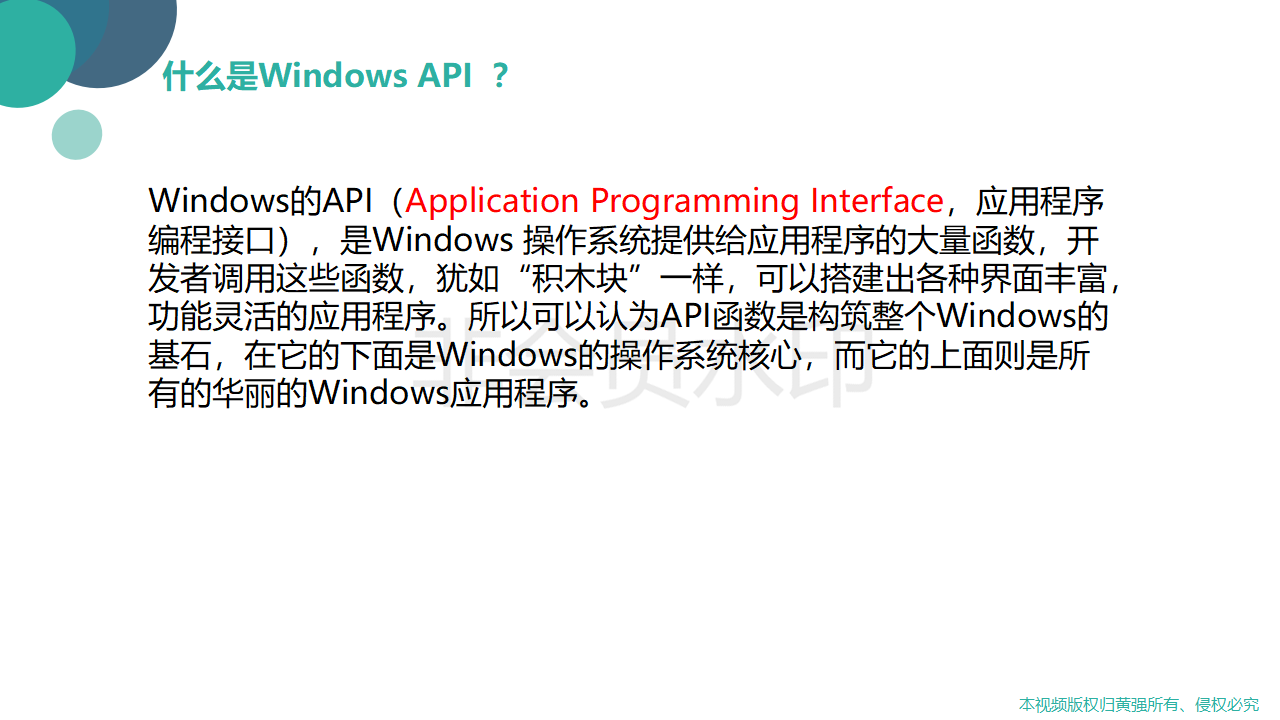 什么是Windows API ？
Windows的API（Application Programming Interface，应用程序
编程接口），是Windows 操作系统提供给应用程序的大量函数，开
发者调用这些函数，犹如“积木块”一样，可以搭建出各种界面丰富，
功能灵活的应用程序。所以可以认为API函数是构筑整个Windows的
基石，在它的下面是Windows的操作系统核心，而它的上面则是所
有的华丽的Windows应用程序。
非会员水印
本视频版权归黄强所有、侵权必究